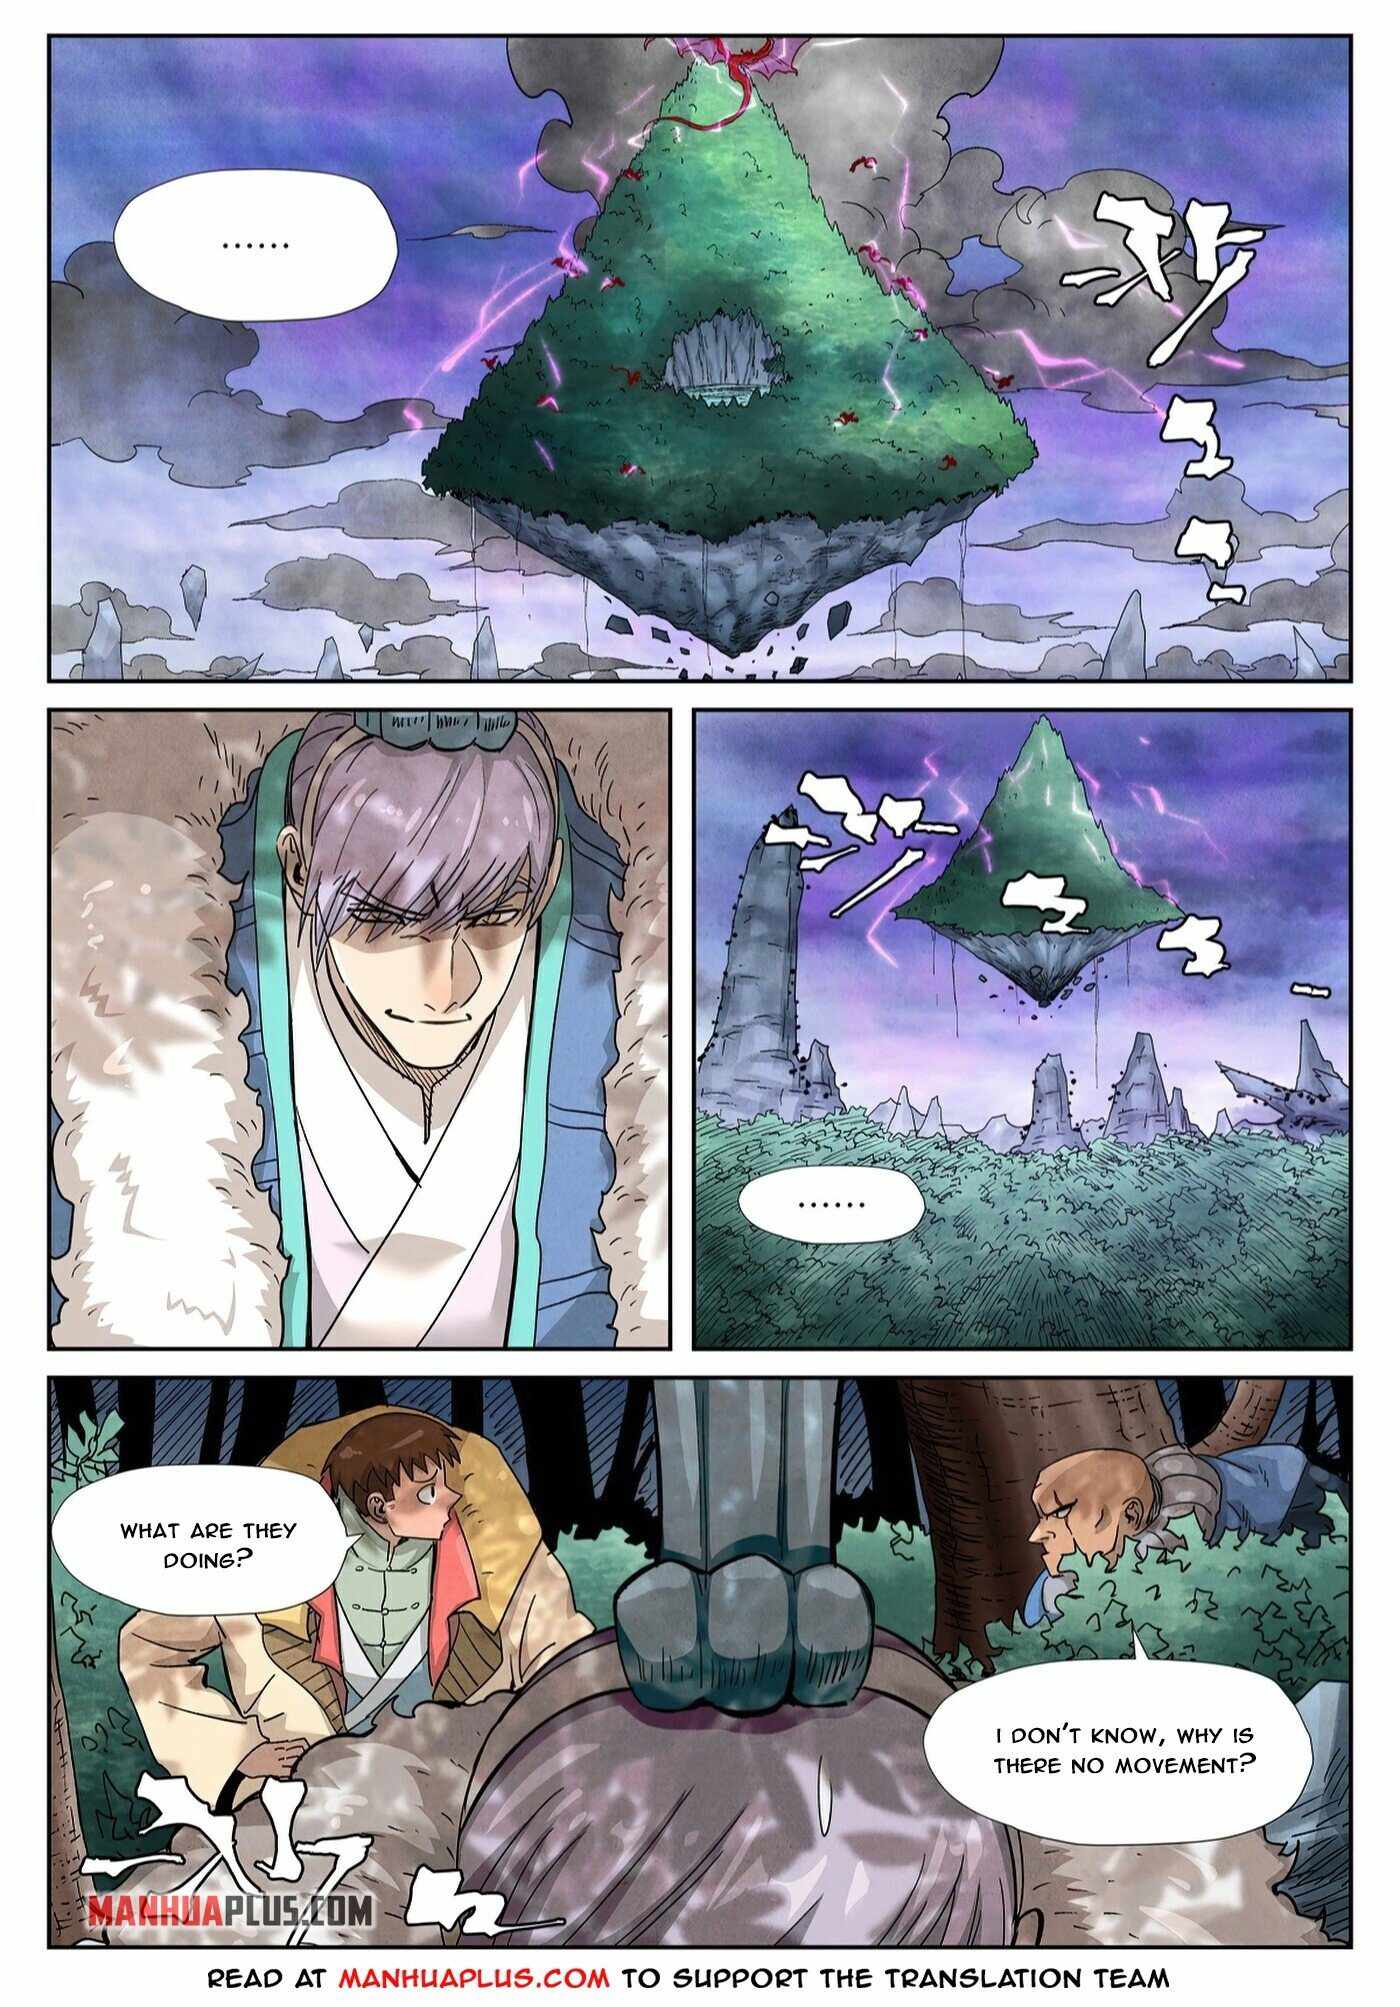 ......
......
WHAT ARE THEY
DOING?
I DON'T KNOW, WHY IS
THERE NO MOVEMENT?
MANHUAPLUS.COM
READ AT MANHUAPLUS.COM TO SUPPORT THE TRANSLATION TEAM